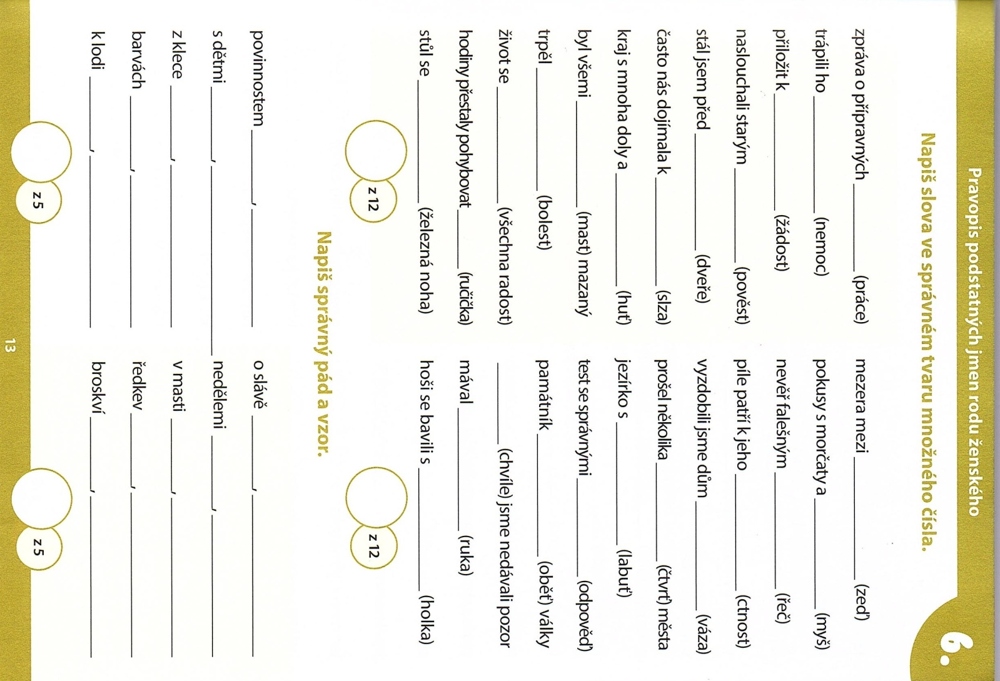 Pravopis podstatných jmen rodu ženského
6.
Napiš slova ve správném tvaru množného čísla.
zpráva o přípravných ____ (práce)
trápili ho ____ (nemoc)
přiložit k ____ (žádost)
naslouchali starým ____ (pověst)
stál jsem před ____ (dveře)
často nás dojímala k ____ (slza)
kraj s mnoha doly a ____ (huť)
byl všemi ____ (mast) mazaný
trpěl ____ (bolest)
život se ____ (všechna radost)
hodiny přestaly pohybovat ____ (ručička)
stůl se ____ (železná noha)
z 12
mezera mezi ____ (zeď)
pokusy s morčaty a ____ (myš)
nevěř falešným ____ (řeč)
píle patří k jeho ____ (ctnost)
vyzdobili jsme dům ____ (váza)
prošel několika ____ (čtvrť) města
jezírko s ____ (labuť)
test se správnými ____ (odpověď)
památník ____ (oběť) války
____ (chvíle) jsme nedávali pozor
mával ____ (ruka)
hoši se bavili s ____ (holka)
z 12
Napiš správný pád a vzor.
povinnostem ____, ____
s dětmi ____, ____
z klece ____, ____
barvách ____, ____
k lodi ____, ____
z 5
o slávě ____, ____
nedělemi ____, ____
v masti ____, ____
ředkev ____, ____
broskví ____, ____
z 5
13